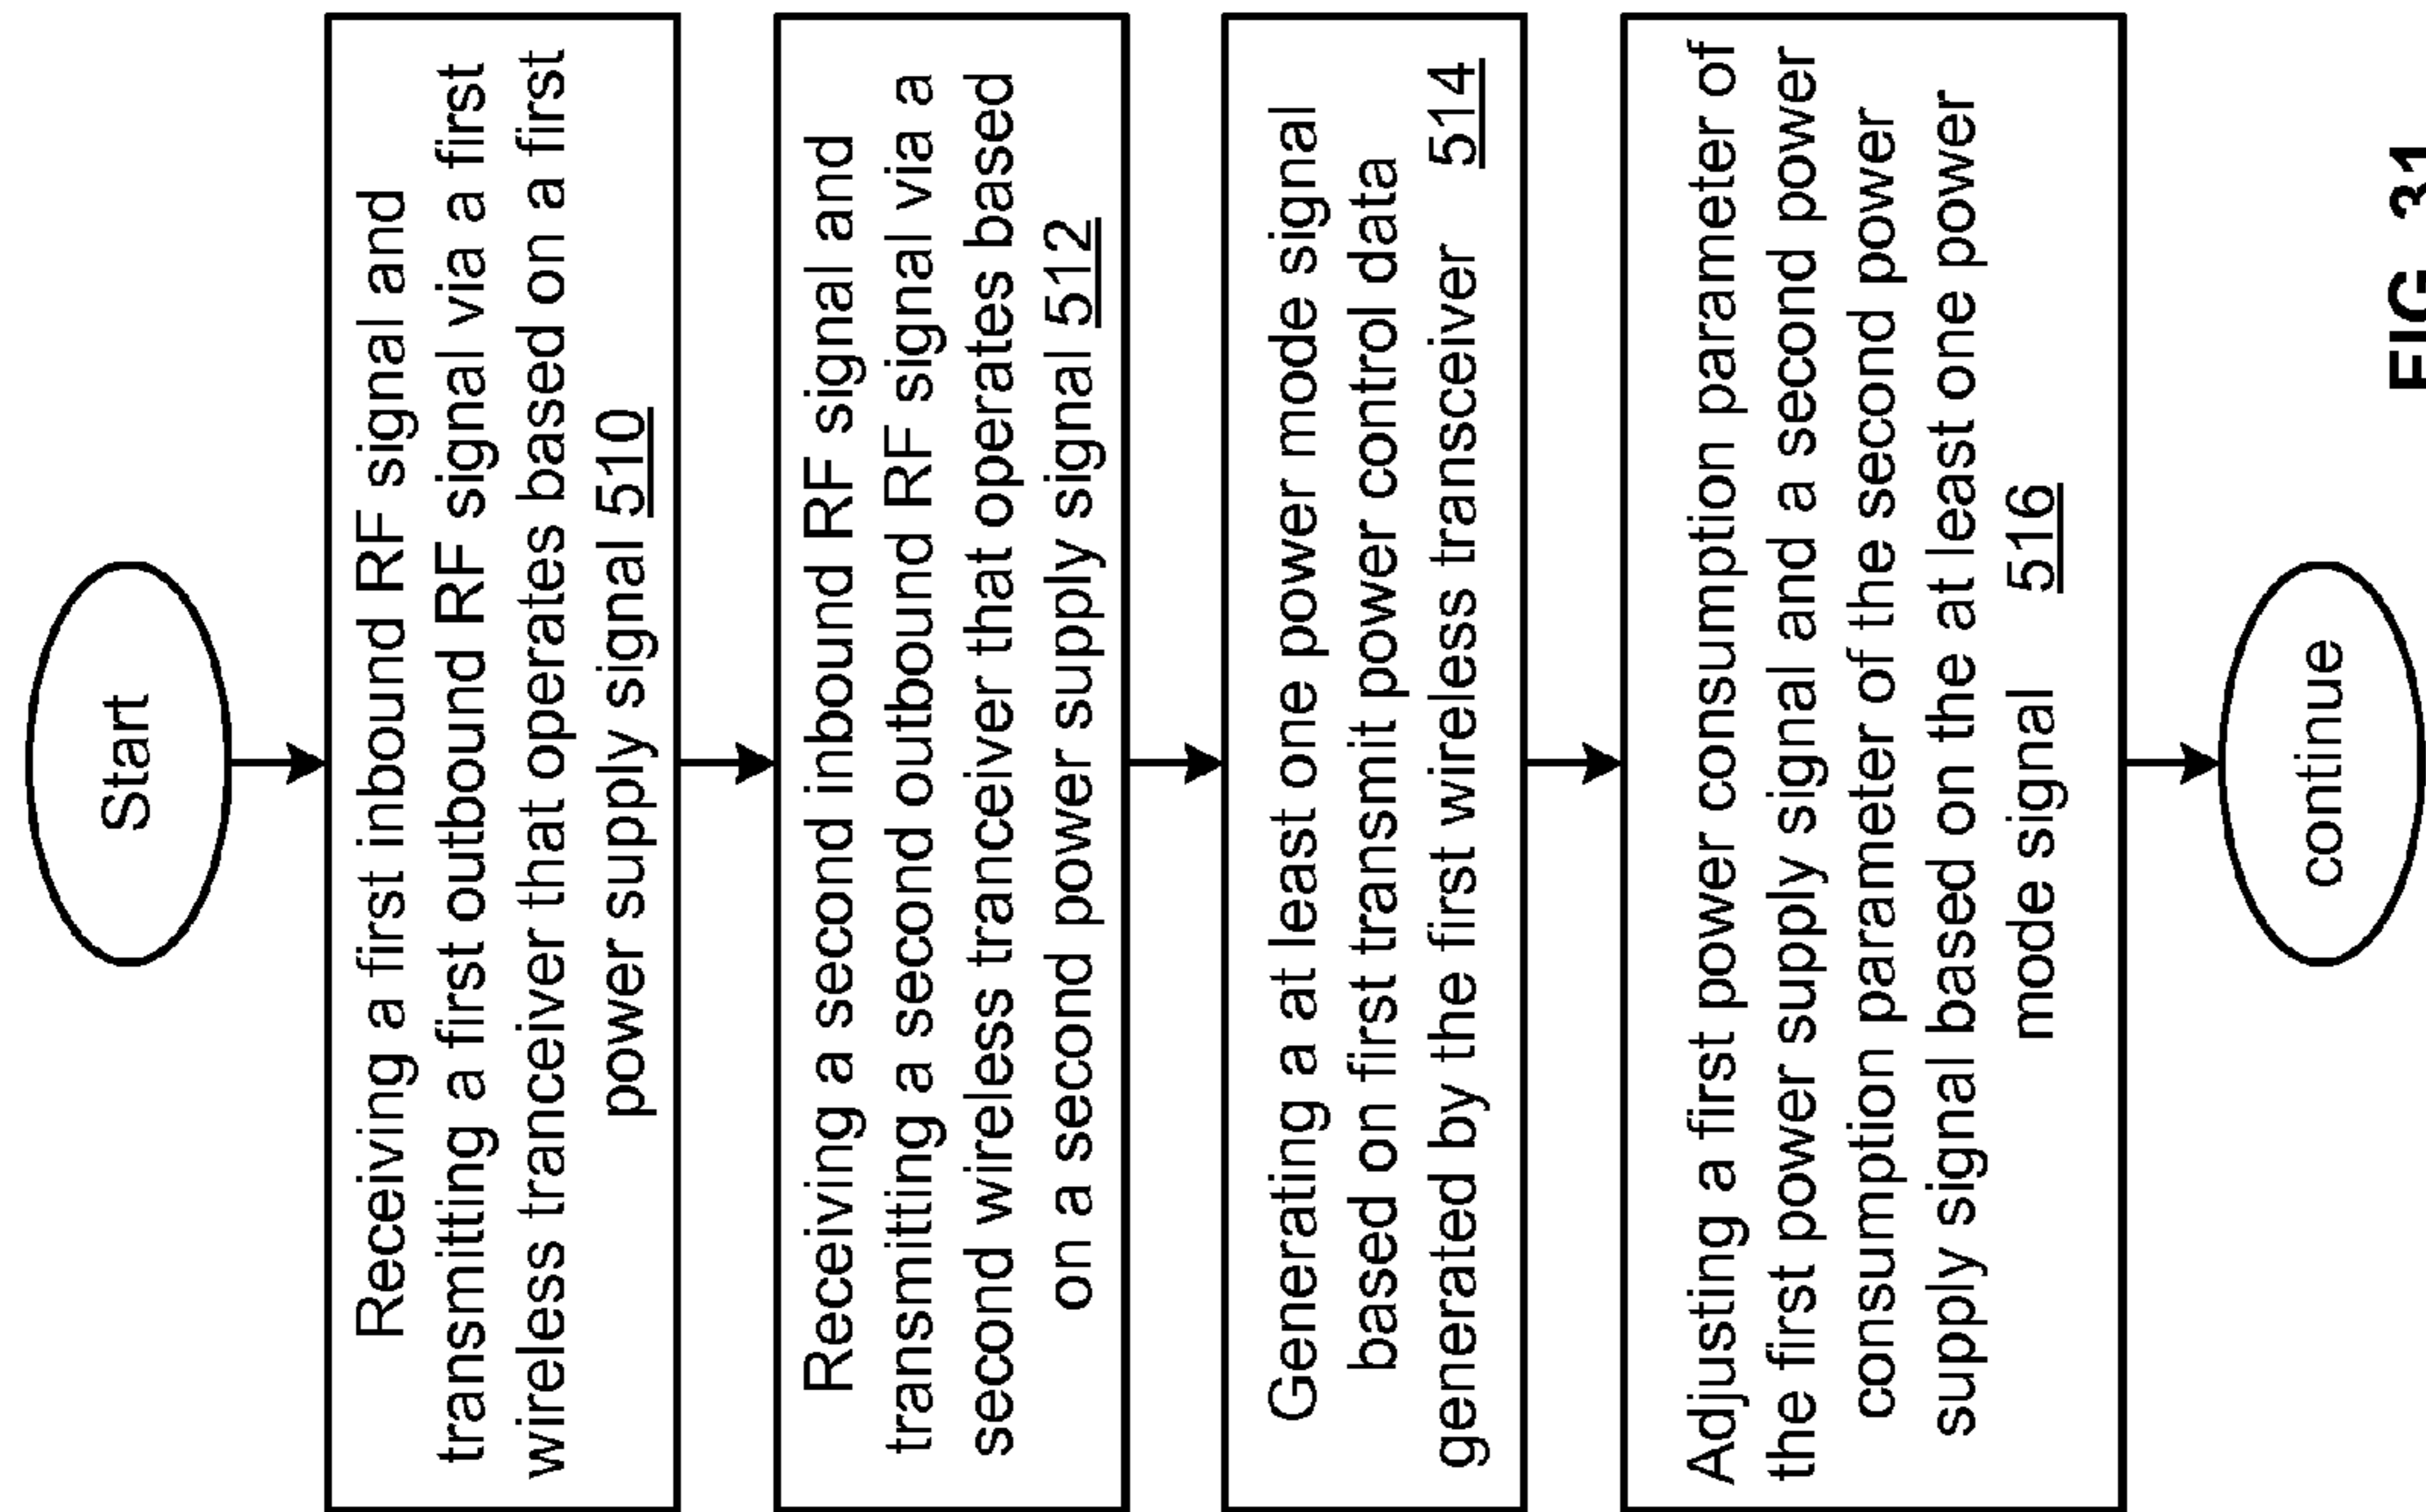 Start
Receiving a first inbound RF signal and
transmitting a first outbound RF signal via a first
wireless tranceiver that operates based on a first
power supply signal 510
Receiving a second inbound RF signal and
transmitting a second outbound RF signal via a
second wireless tranceiver that operates based
on a second power supply signal 512
Generating a at least one power mode signal
based on first transmit power control data
generated by the first wireless transceiver 514
Adjusting a first power consumption parameter of
the first power supply signal and a second power
consumption parameter of the second power
supply signal based on the at least one power
mode signal 516
continue
FIG. 31